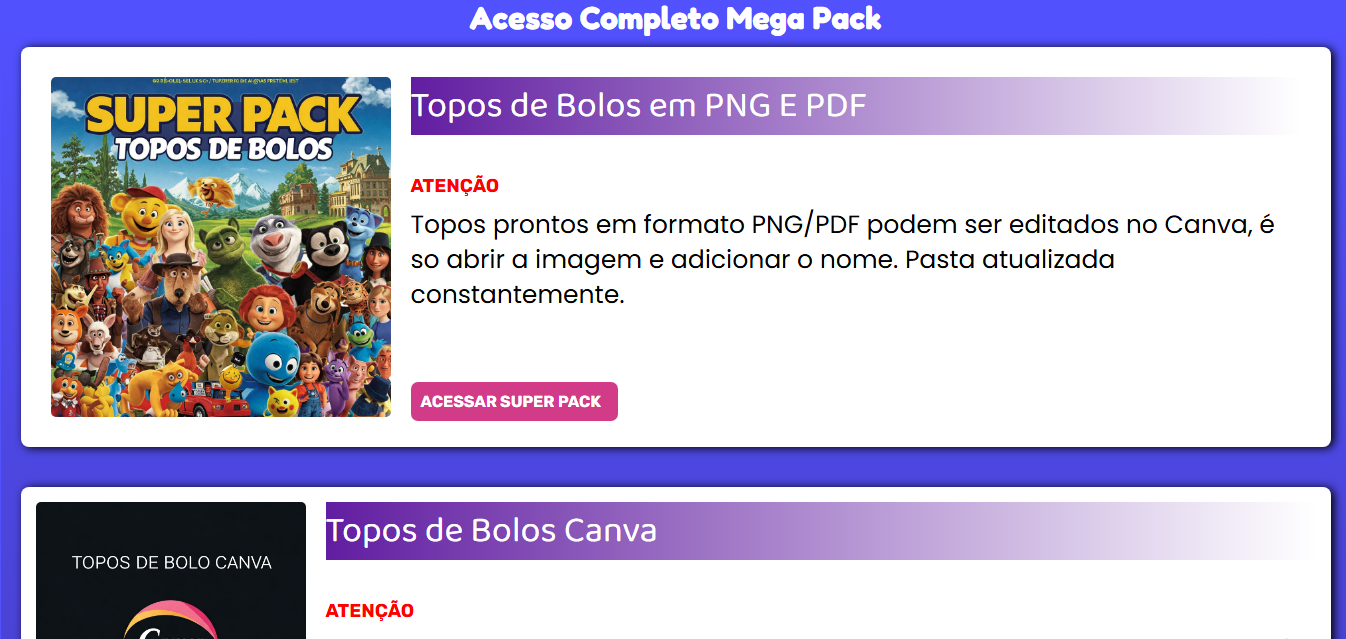 Acesso Completo Mega Pack
SUPER PACK
TOPOS DE BOLOS
Topos de Bolos em PNG E PDF
ATENÇÃO
Topos prontos em formato PNG/PDF podem ser editados no Canva, é
so abrir a imagem e adicionar o nome. Pasta atualizada
constantemente.
ACESSAR SUPER PACK
TOPOS DE BOLO CANVA
Topos de Bolos Canva
ATENÇÃO